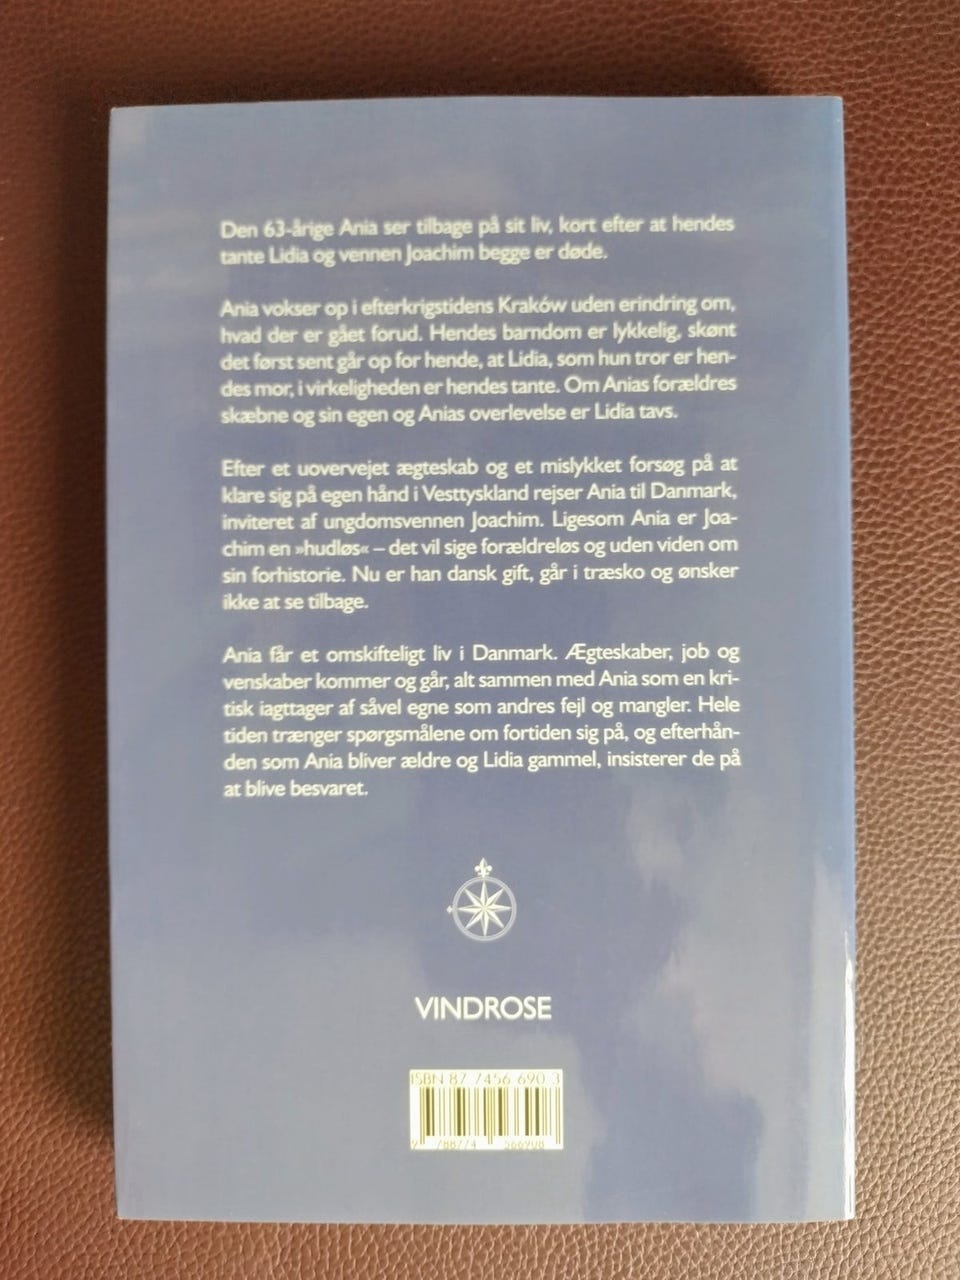 Den 63-årige Ania ser tilbage på sit liv, kort efter at hendes
tante Lidia og vennen Joachim begge er døde.
Ania vokser op i efterkrigstidens Kraków uden erindring om,
hvad der er gået forud. Hendes barndom er lykkelig, skønt
det først sent går op for hende, at Lidia, som hun tror er hen-
des mor, i virkeligheden er hendes tante. Om Anias forældres
skæbne og sin egen og Anias overlevelse er Lidia tavs.
Efter et uovervejet ægteskab og et mislykket forsøg på at
klare sig på egen hånd i Vesttyskland rejser Ania til Danmark,
inviteret af ungdomsvennen Joachim. Ligesom Ania er Joa-
chim en »hudløs« – det vil sige forældreløs og uden viden om
sin forhistorie. Nu er han dansk gift, går i træsko og ønsker
ikke at se tilbage.
Ania får et omskifteligt liv i Danmark. Ægteskaber, job og
venskaber kommer og går, alt sammen med Ania som en kri-
tisk iagttager af såvel egne som andres fejl og mangler. Hele
tiden trænger spørgsmålene om fortiden sig på, og efterhån-
den som Ania bliver ældre og Lidia gammel, insisterer de på
at blive besvaret.
VINDROSE
ISBN 87 7456 690 3
9 788774 566908